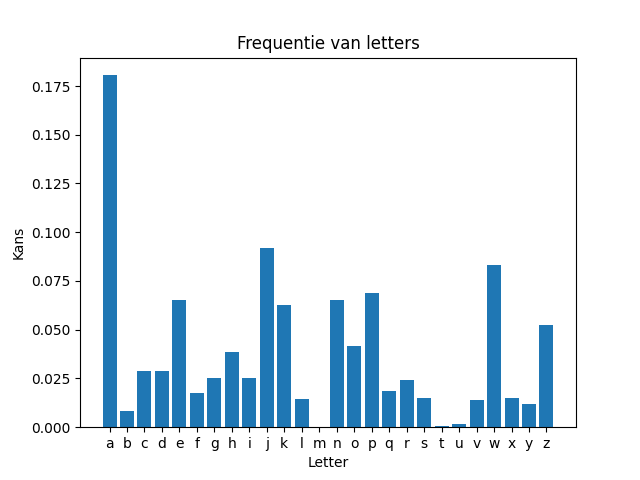 Frequentie van letters
Kans
0.175
0.150
0.125
0.100
0.075
0.050
0.025
0.000
a b c d e f g h i j k l m n o p q r s t u v w x y z
Letter